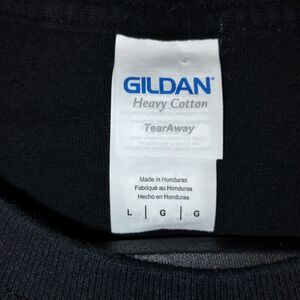 GILDAN®
Heavy Cotton
TearAway
Made in Honduras
Fabriqué au Honduras
Hecho en Honduras
L | G | G